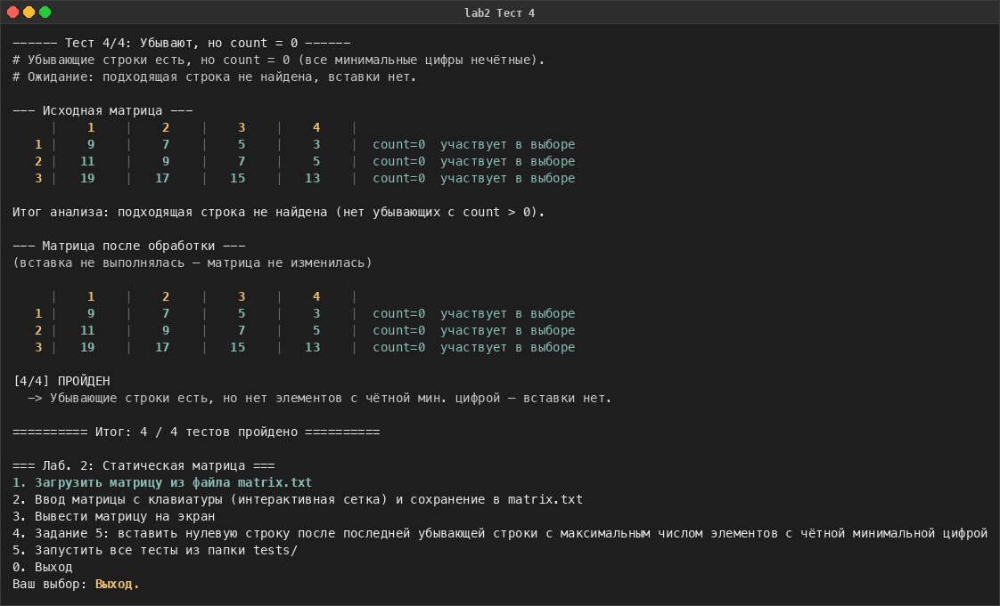 lab2 Тест 4
—————— Тест 4/4: Убывают, но count = 0 ——————
# Убывающие строки есть, но count = 0 (все минимальные цифры нечётные).
# Ожидание: подходящая строка не найдена, вставки нет.
——— Исходная матрица ———
| 1 | 2 | 3 | 4 |
1 | 9 | 7 | 5 | 3 | count=0 участвует в выборе
2 | 11 | 9 | 7 | 5 | count=0 участвует в выборе
3 | 19 | 17 | 15 | 13 | count=0 участвует в выборе
Итог анализа: подходящая строка не найдена (нет убывающих с count > 0).
——— Матрица после обработки ———
(вставка не выполнялась — матрица не изменилась)
| 1 | 2 | 3 | 4 |
1 | 9 | 7 | 5 | 3 | count=0 участвует в выборе
2 | 11 | 9 | 7 | 5 | count=0 участвует в выборе
3 | 19 | 17 | 15 | 13 | count=0 участвует в выборе
[4/4] ПРОЙДЕН
—> Убывающие строки есть, но нет элементов с чётной мин. цифрой — вставки нет.
========== Итог: 4 / 4 тестов пройдено ==========
=== Лаб. 2: Статическая матрица ===
1. Загрузить матрицу из файла matrix.txt
2. Ввод матрицы с клавиатуры (интерактивная сетка) и сохранение в matrix.txt
3. Вывести матрицу на экран
4. Задание 5: вставить нулевую строку после последней убывающей строки с максимальным числом элементов с чётной минимальной цифрой
5. Запустить все тесты из папки tests/
0. Выход
Ваш выбор: Выход.